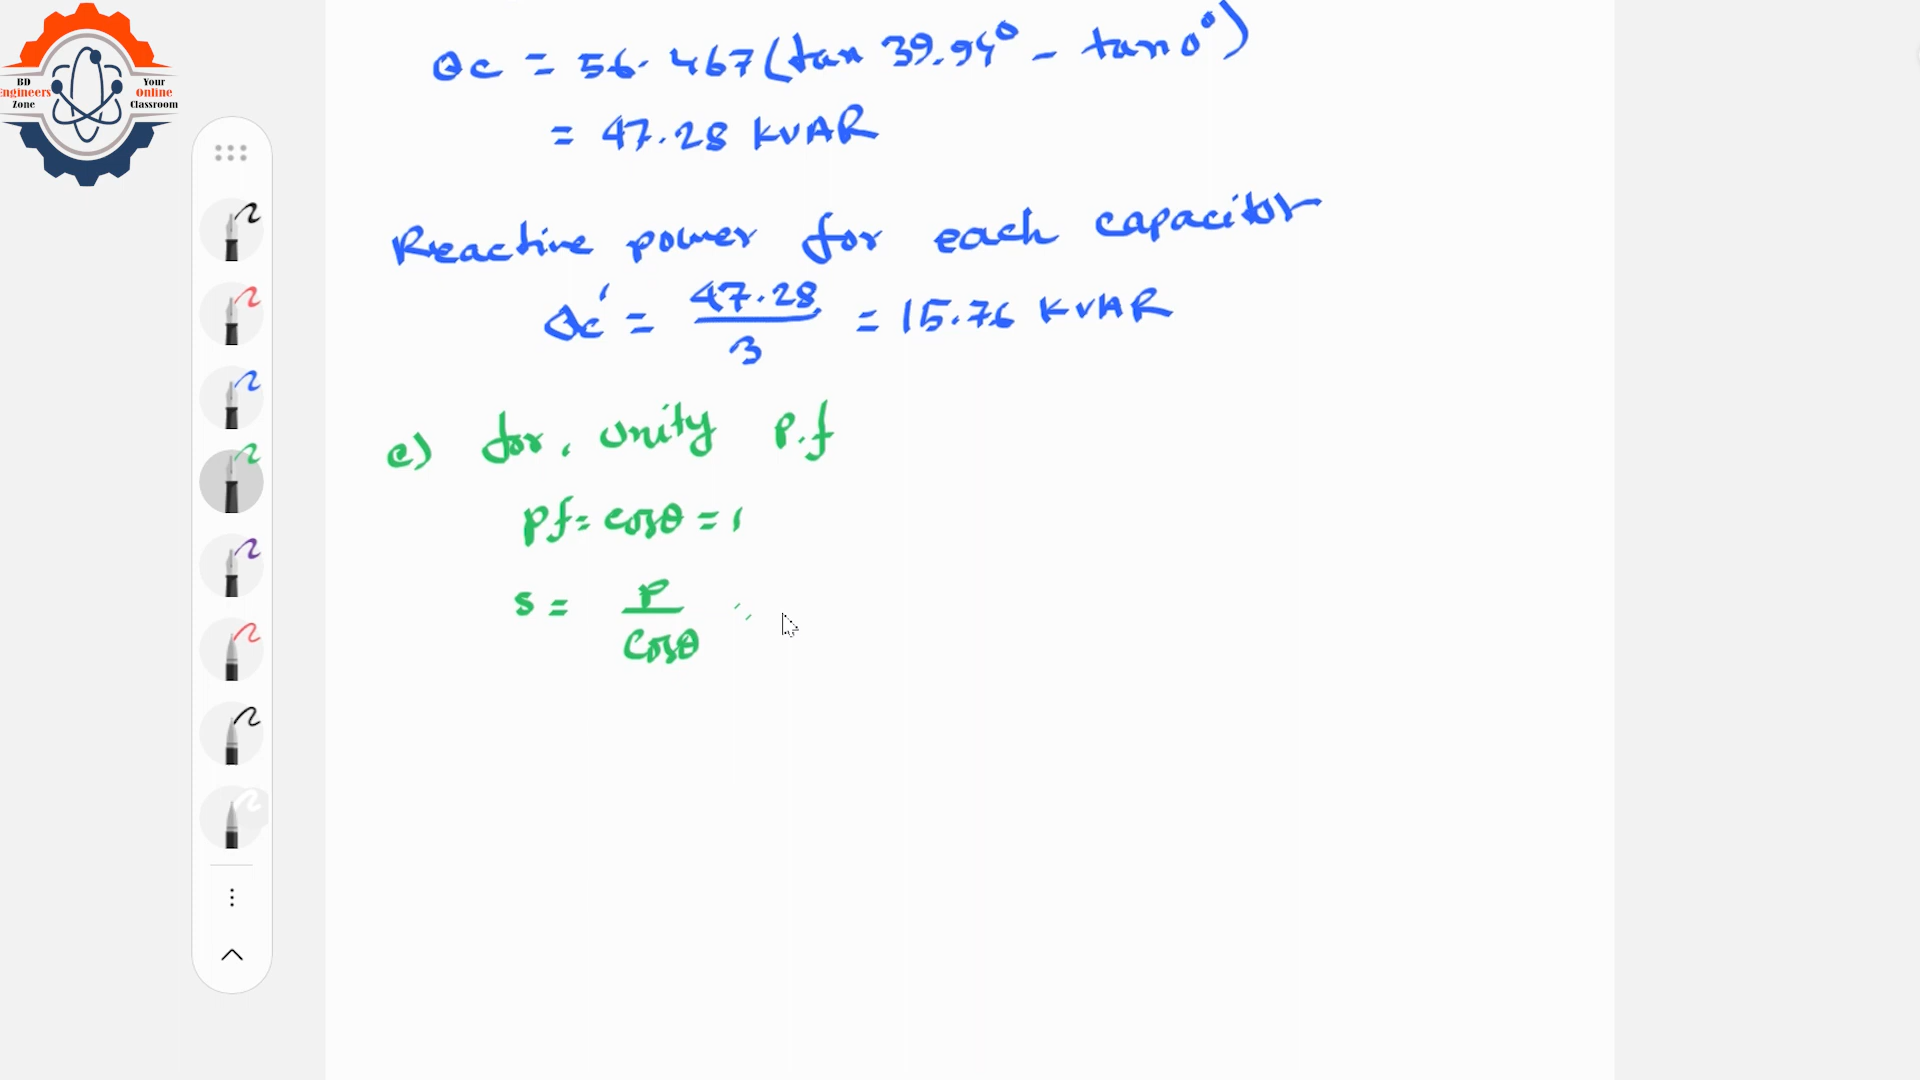 BD
Engineers
Zone
Your
Online
Classroom
Qc = 56.467(tan 39.94° - tan 0°)
= 47.28 KVAR
Reactive power for each capacitor
Qc' = 47.28/3 = 15.76 KVAR
e) for, unity p.f
pf = cosθ = 1
S = P/cosθ